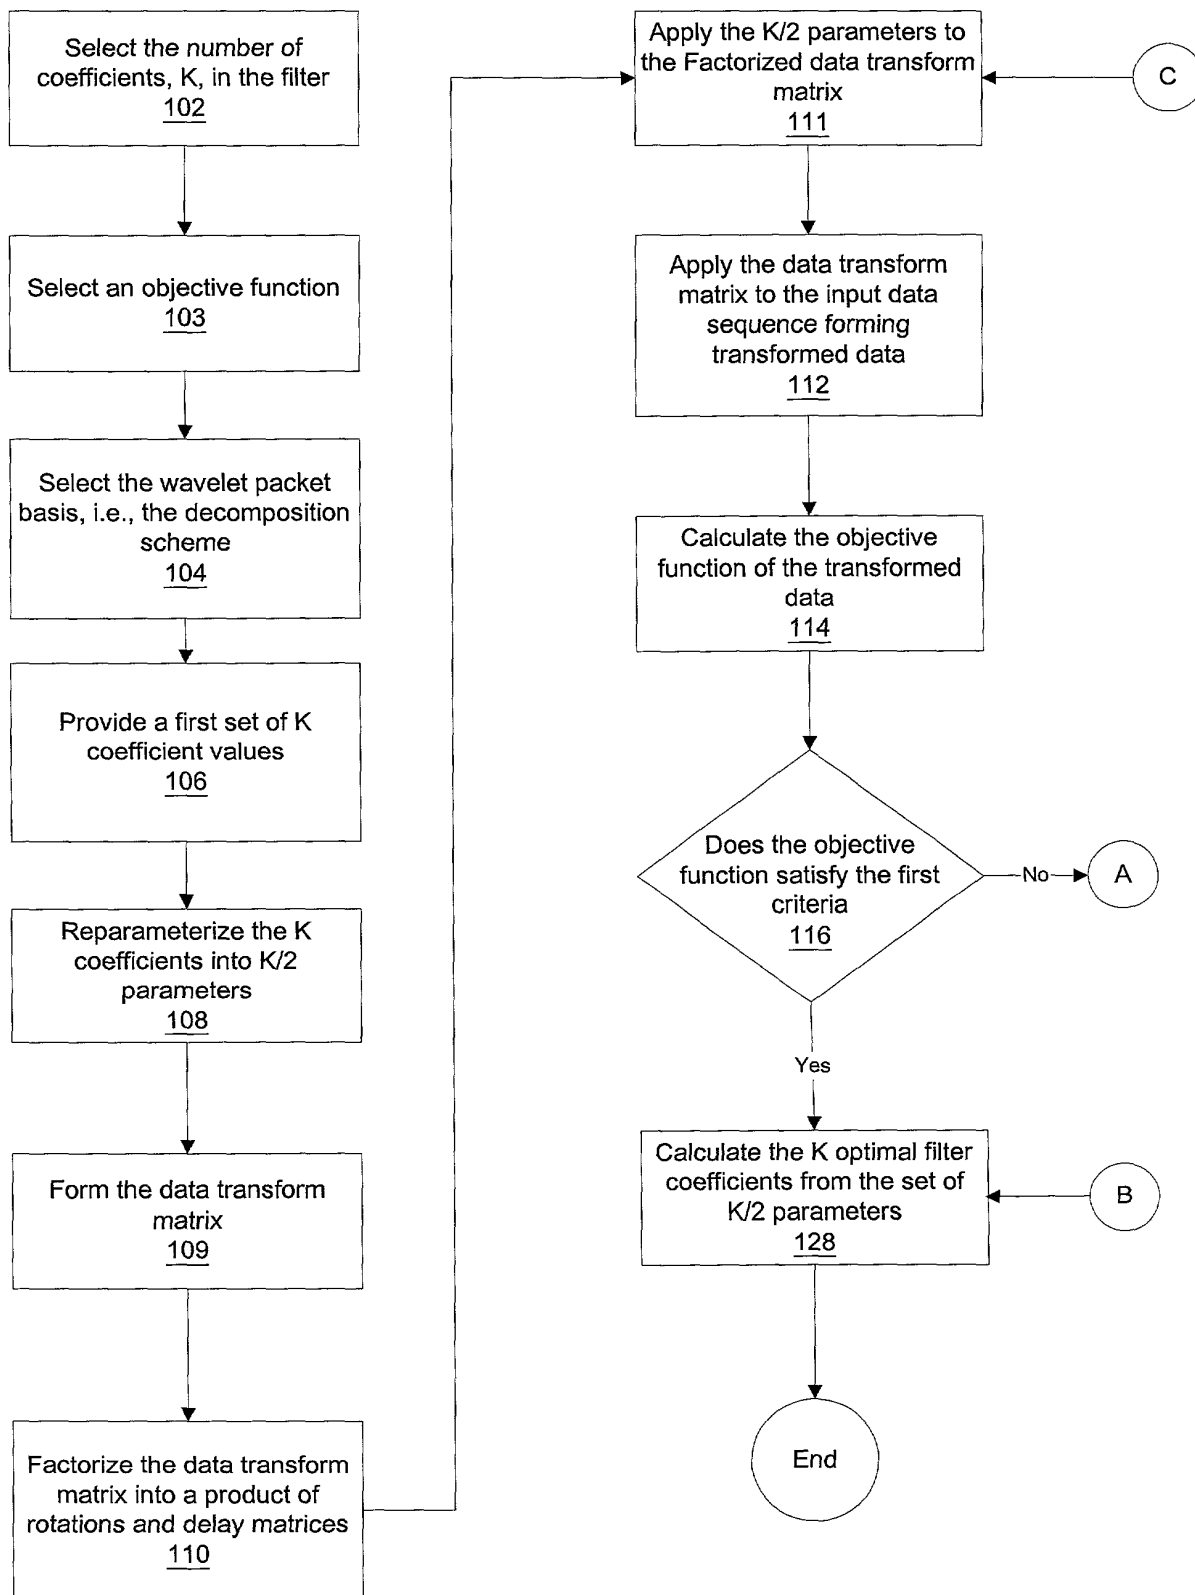 Select the number of
coefficients, K, in the filter
102
Select an objective function
103
Select the wavelet packet
basis, i.e., the decomposition
scheme
104
Provide a first set of K
coefficient values
106
Reparameterize the K
coefficients into K/2
parameters
108
Form the data transform
matrix
109
Factorize the data transform
matrix into a product of
rotations and delay matrices
110
Apply the K/2 parameters to
the Factorized data transform
matrix
111
C
Apply the data transform
matrix to the input data
sequence forming
transformed data
112
Calculate the objective
function of the transformed
data
114
Does the objective
function satisfy the first
criteria
116
No
A
Yes
Calculate the K optimal filter
coefficients from the set of
K/2 parameters
128
B
End